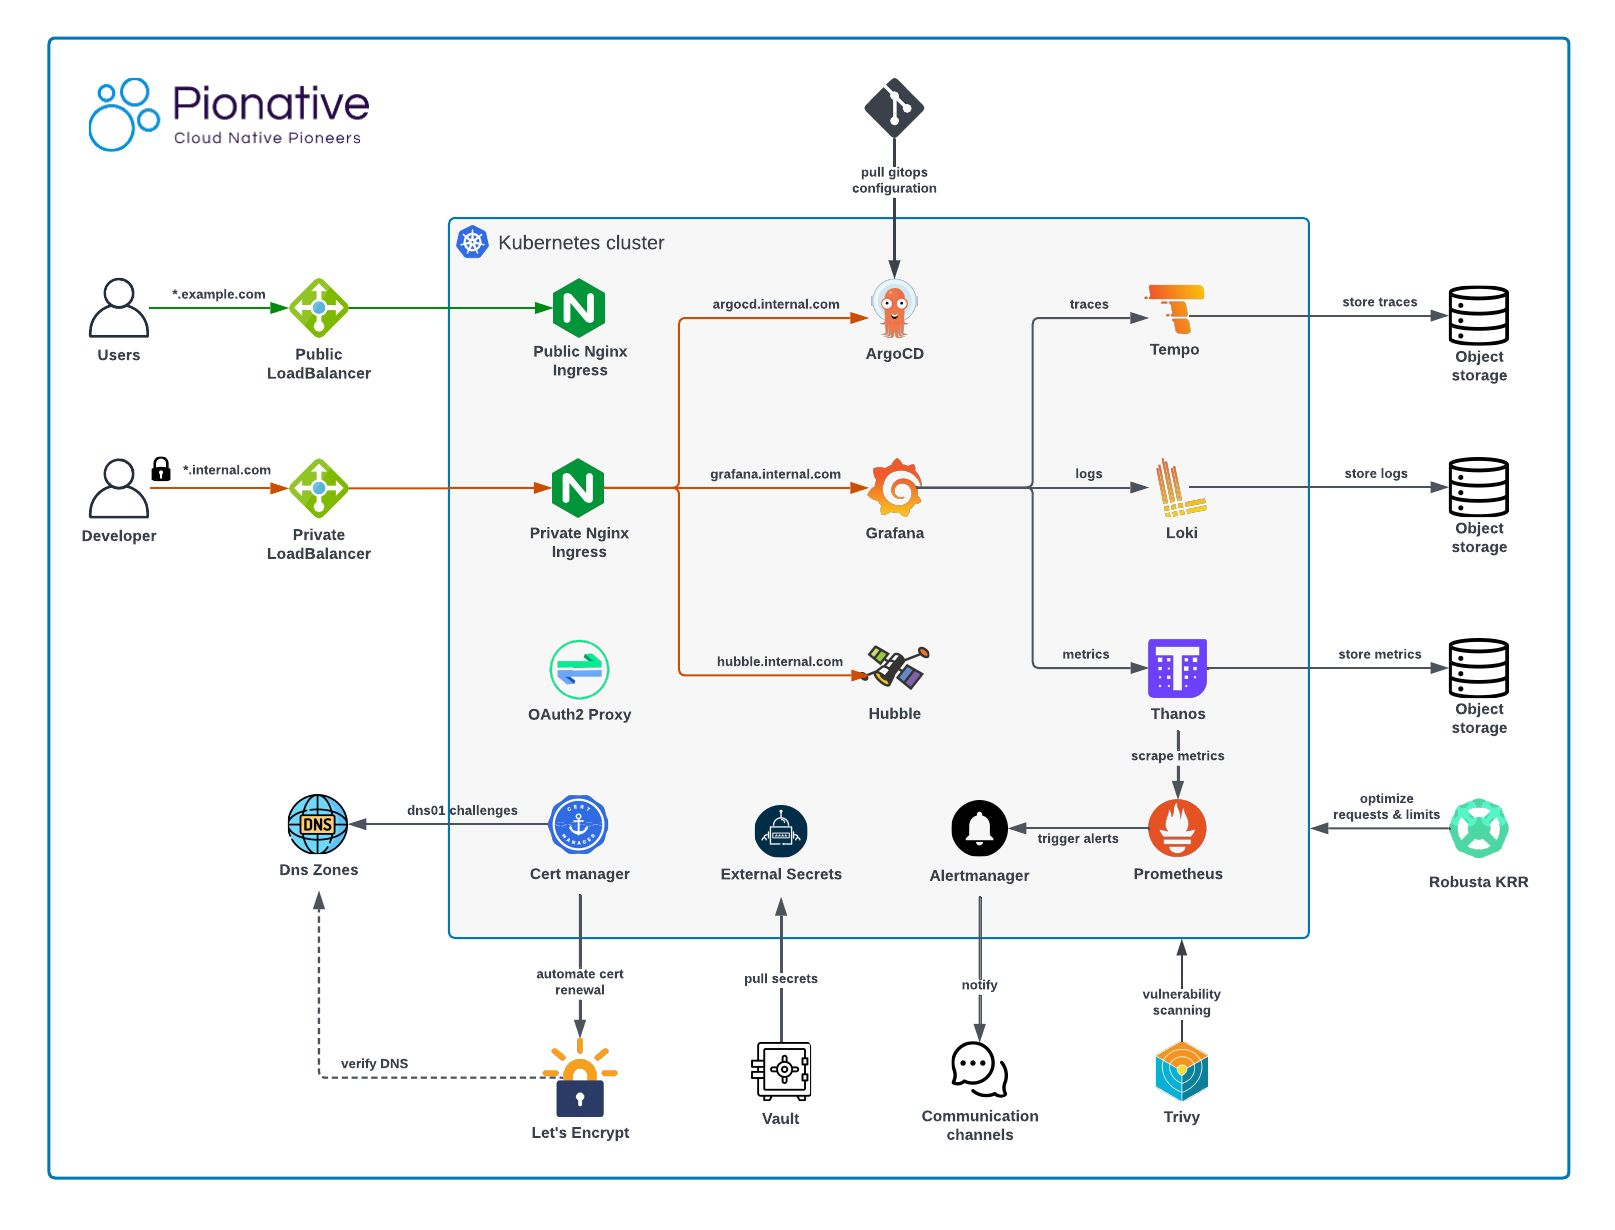 Pionative
Cloud Native Pioneers
pull gitops
configuration
Kubernetes cluster
*.example.com
Users
Public
LoadBalancer
Public Nginx
Ingress
argocd.internal.com
ArgoCD
traces
Tempo
store traces
Object
storage
*.internal.com
Developer
Private
LoadBalancer
Private Nginx
Ingress
grafana.internal.com
Grafana
logs
Loki
store logs
Object
storage
OAuth2 Proxy
hubble.internal.com
Hubble
metrics
Thanos
store metrics
Object
storage
scrape metrics
DNS
Dns Zones
dns01 challenges
CERT
MANAGER
Cert manager
External Secrets
Alertmanager
trigger alerts
Prometheus
optimize
requests & limits
Robusta KRR
automate cert
renewal
pull secrets
notify
vulnerability
scanning
verify DNS
Let's Encrypt
Vault
Communication
channels
Trivy